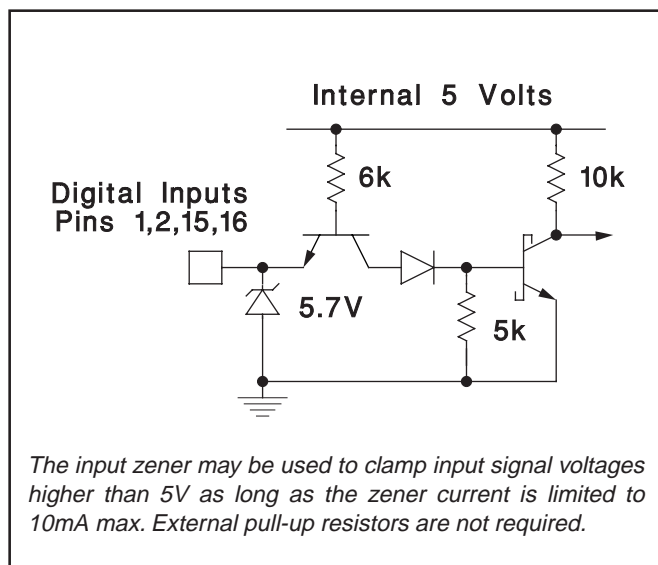 Internal 5 Volts
6k
10k
Digital Inputs
Pins 1,2,15,16
5.7V
5k
The input zener may be used to clamp input signal voltages
higher than 5V as long as the zener current is limited to
10mA max. External pull-up resistors are not required.